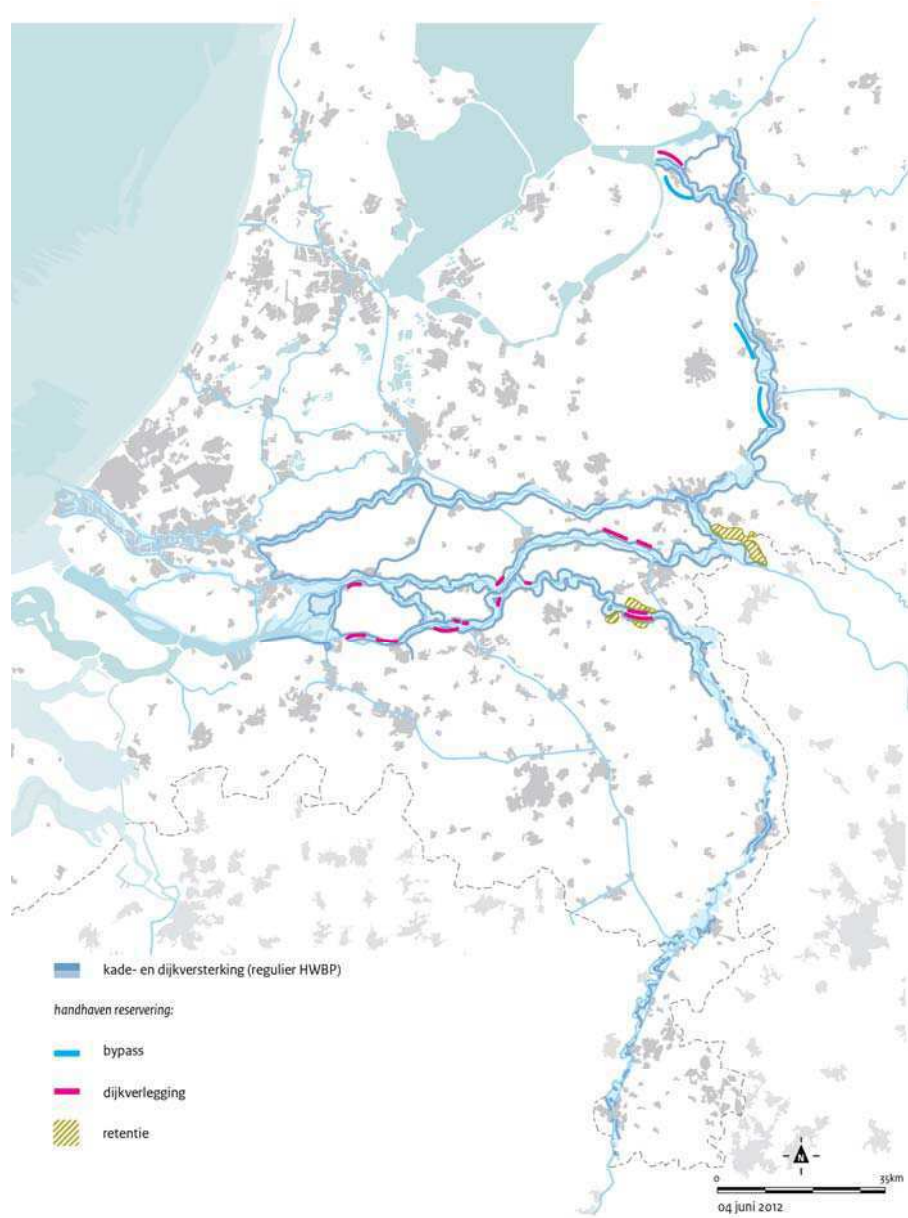 kade- en dijkversterking (regulier HWBP)
handhaven reservering:
bypass
dijkverlegging
retentie
N
0 35km
04 juni 2012